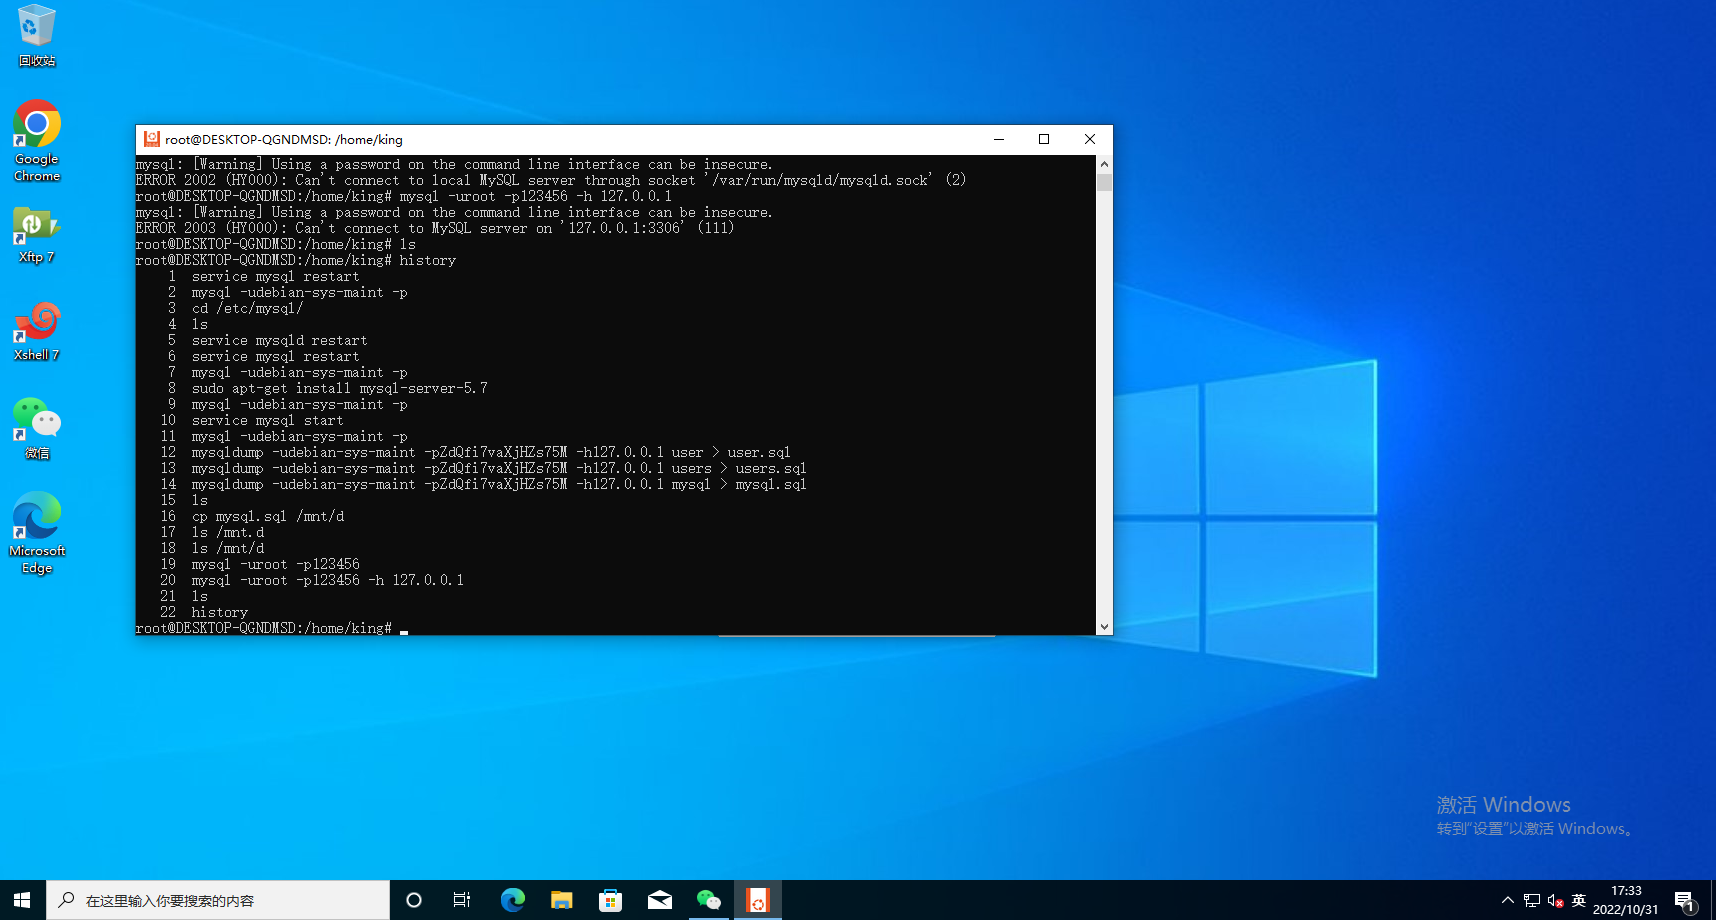 回收站
Google
Chrome
Xftp 7
Xshell 7
微信
Microsoft
Edge
root@DESKTOP-QGNDMSD: /home/king
mysql: [Warning] Using a password on the command line interface can be insecure.
ERROR 2002 (HY000): Can't connect to local MySQL server through socket '/var/run/mysqld/mysqld.sock' (2)
root@DESKTOP-QGNDMSD:/home/king# mysql -uroot -p123456 -h 127.0.0.1
mysql: [Warning] Using a password on the command line interface can be insecure.
ERROR 2003 (HY000): Can't connect to MySQL server on '127.0.0.1:3306' (111)
root@DESKTOP-QGNDMSD:/home/king# ls
root@DESKTOP-QGNDMSD:/home/king# history
1 service mysql restart
2 mysql -udebian-sys-maint -p
3 cd /etc/mysql/
4 ls
5 service mysqld restart
6 service mysql restart
7 mysql -udebian-sys-maint -p
8 sudo apt-get install mysql-server-5.7
9 mysql -udebian-sys-maint -p
10 service mysql start
11 mysql -udebian-sys-maint -p
12 mysqldump -udebian-sys-maint -pZdQfi7vaXjHZs75M -h127.0.0.1 user > user.sql
13 mysqldump -udebian-sys-maint -pZdQfi7vaXjHZs75M -h127.0.0.1 users > users.sql
14 mysqldump -udebian-sys-maint -pZdQfi7vaXjHZs75M -h127.0.0.1 mysql > mysql.sql
15 ls
16 cp mysql.sql /mnt/d
17 ls /mnt.d
18 ls /mnt/d
19 mysql -uroot -p123456
20 mysql -uroot -p123456 -h 127.0.0.1
21 ls
22 history
root@DESKTOP-QGNDMSD:/home/king#
激活 Windows
转到"设置"以激活 Windows。
在这里输入你要搜索的内容
英
17:33
2022/10/31
1